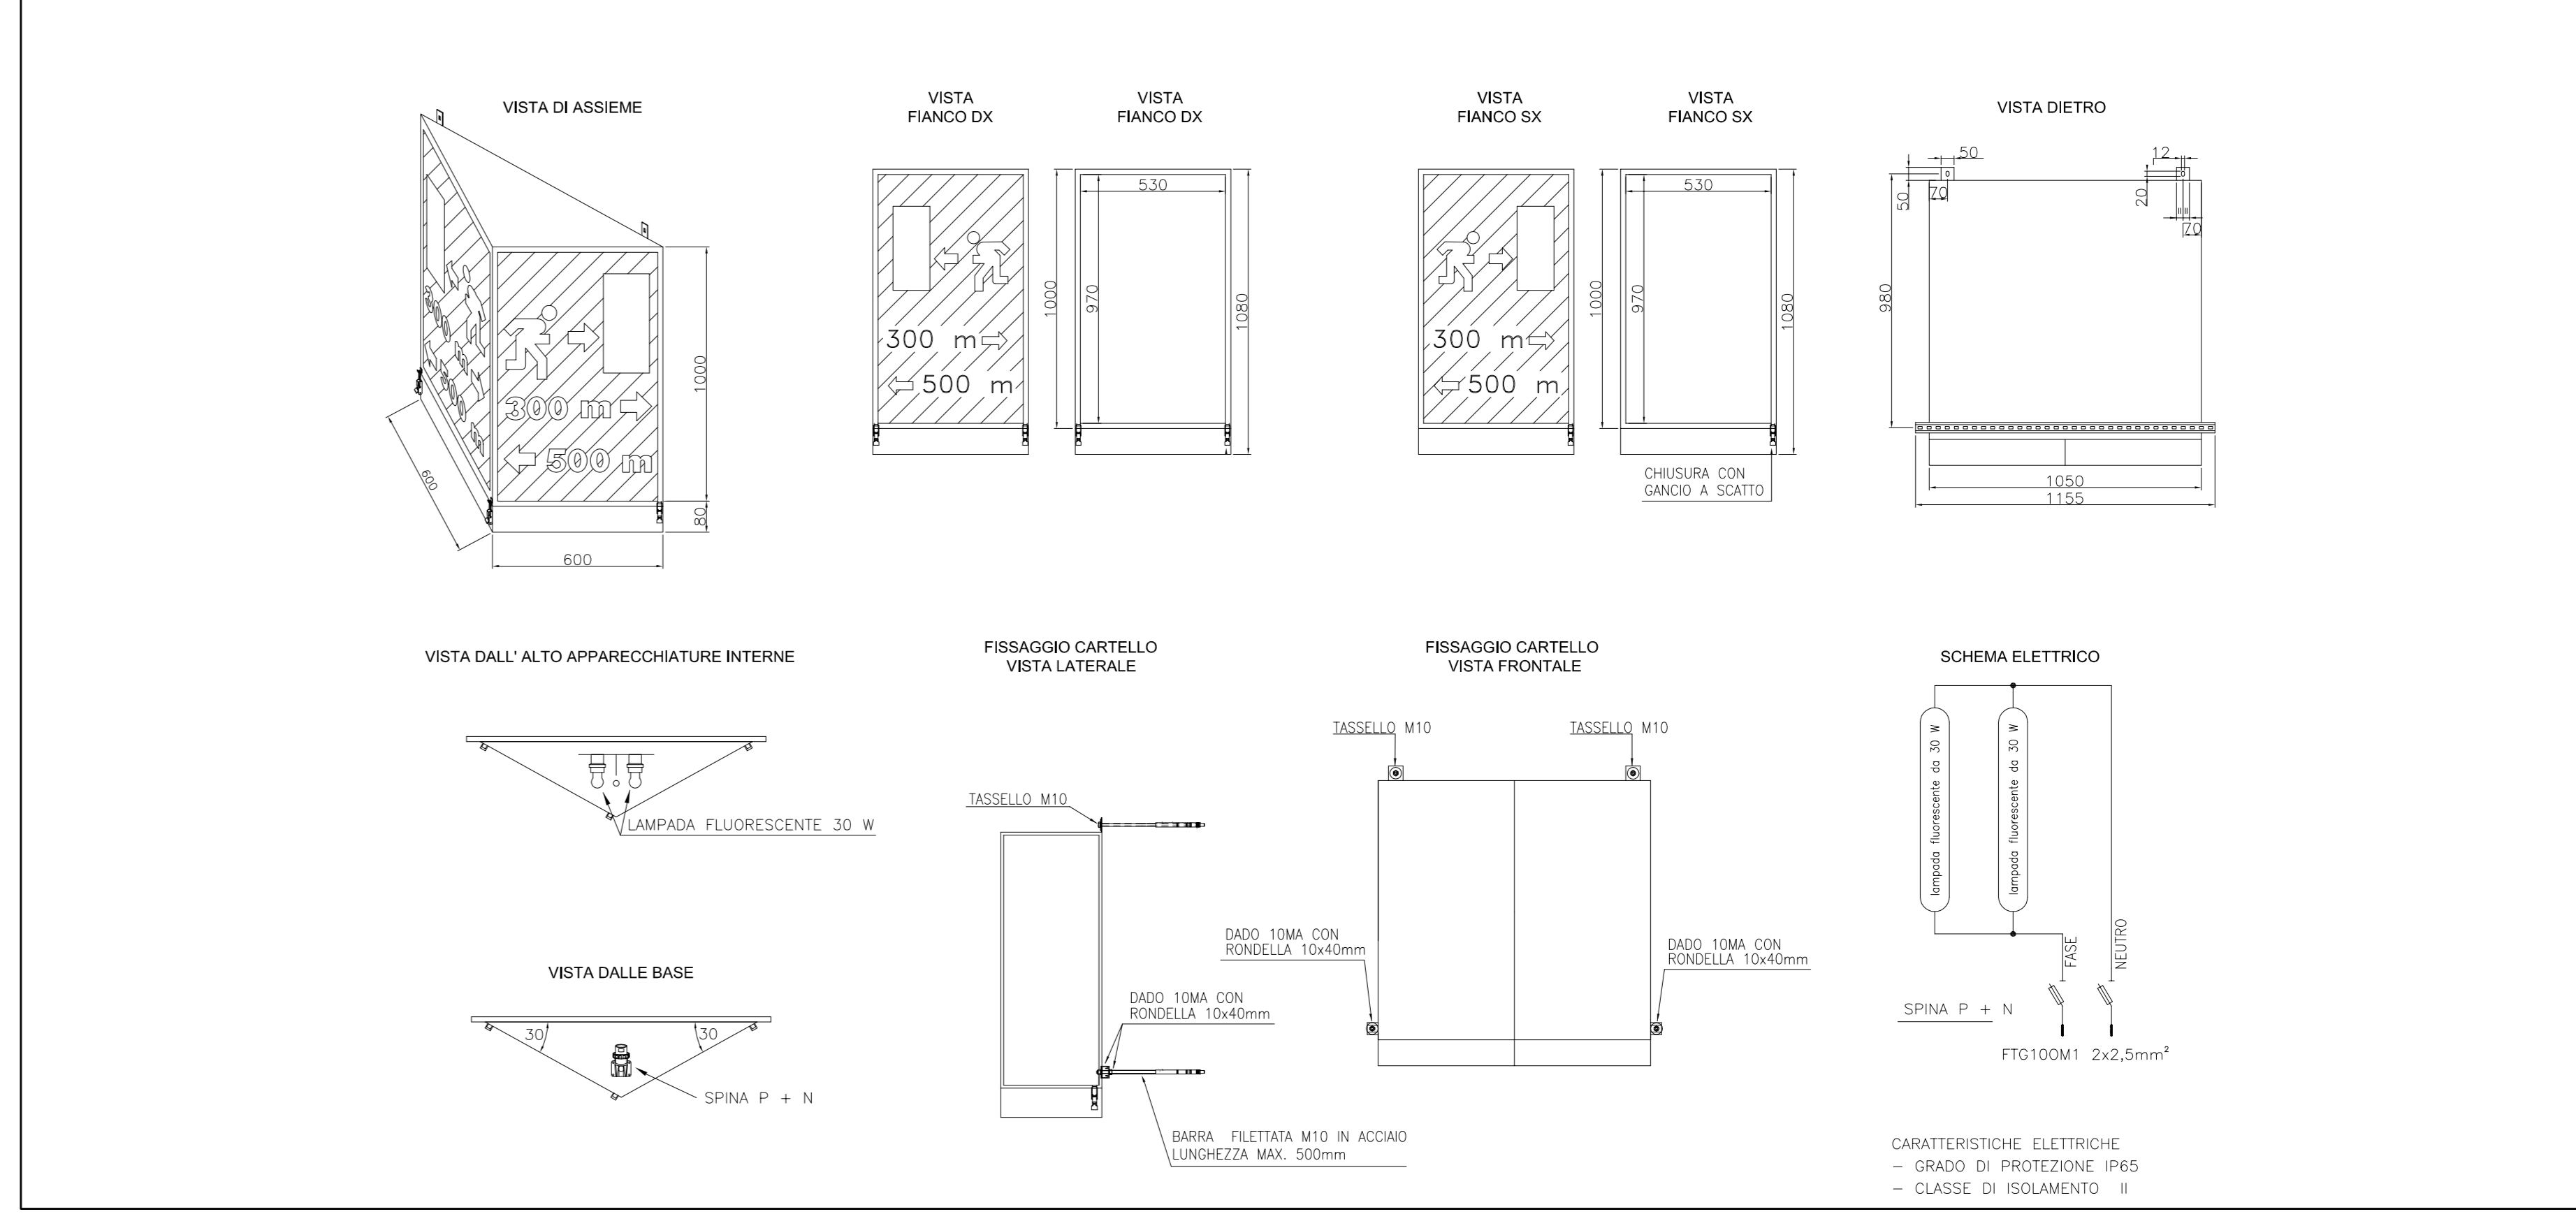 VISTA DI ASSIEME
300 m
500 m
300 m
500 m
1000
80
600
600
VISTA
FIANCO DX
300 m
500 m
1000
VISTA
FIANCO DX
530
970
1080
VISTA
FIANCO SX
300 m
500 m
1000
VISTA
FIANCO SX
530
970
1080
CHIUSURA CON
GANCIO A SCATTO
VISTA DIETRO
50
12
50
70
20
70
980
1050
1155
VISTA DALL' ALTO APPARECCHIATURE INTERNE
LAMPADA FLUORESCENTE 30 W
VISTA DALLE BASE
30
30
SPINA P + N
FISSAGGIO CARTELLO
VISTA LATERALE
TASSELLO M10
DADO 10MA CON
RONDELLA 10x40mm
BARRA FILETTATA M10 IN ACCIAIO
LUNGHEZZA MAX. 500mm
FISSAGGIO CARTELLO
VISTA FRONTALE
TASSELLO M10
TASSELLO M10
DADO 10MA CON
RONDELLA 10x40mm
DADO 10MA CON
RONDELLA 10x40mm
SCHEMA ELETTRICO
lampada fluorescente da 30 W
lampada fluorescente da 30 W
FASE
NEUTRO
SPINA P + N
FTG10OM1 2x2,5mm²
CARATTERISTICHE ELETTRICHE
– GRADO DI PROTEZIONE IP65
– CLASSE DI ISOLAMENTO II